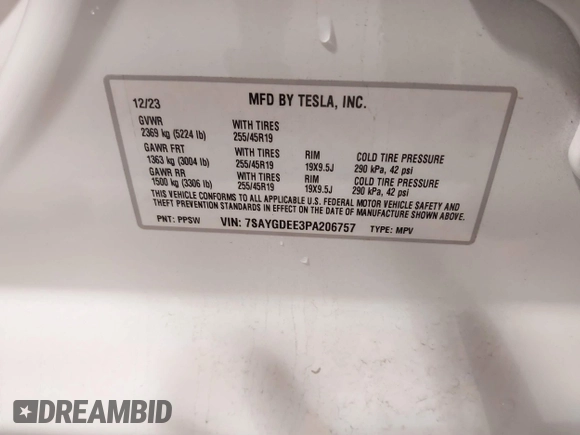 12/23 MFD BY TESLA, INC.
GVWR
2369 kg (5224 lb) WITH TIRES
255/45R19
GAWR FRT
1363 kg (3004 lb) WITH TIRES
255/45R19 RIM
19X9.5J COLD TIRE PRESSURE
290 kPa, 42 psi
GAWR RR
1500 kg (3306 lb) WITH TIRES
255/45R19 RIM
19X9.5J COLD TIRE PRESSURE
290 kPa, 42 psi
THIS VEHICLE CONFORMS TO ALL APPLICABLE U.S. FEDERAL MOTOR VEHICLE SAFETY AND
THEFT PREVENTION STANDARDS IN EFFECT ON THE DATE OF MANUFACTURE SHOWN ABOVE.
PNT: PPSW VIN: 7SAYGDEE3PA206757 TYPE: MPV
DREAMBID